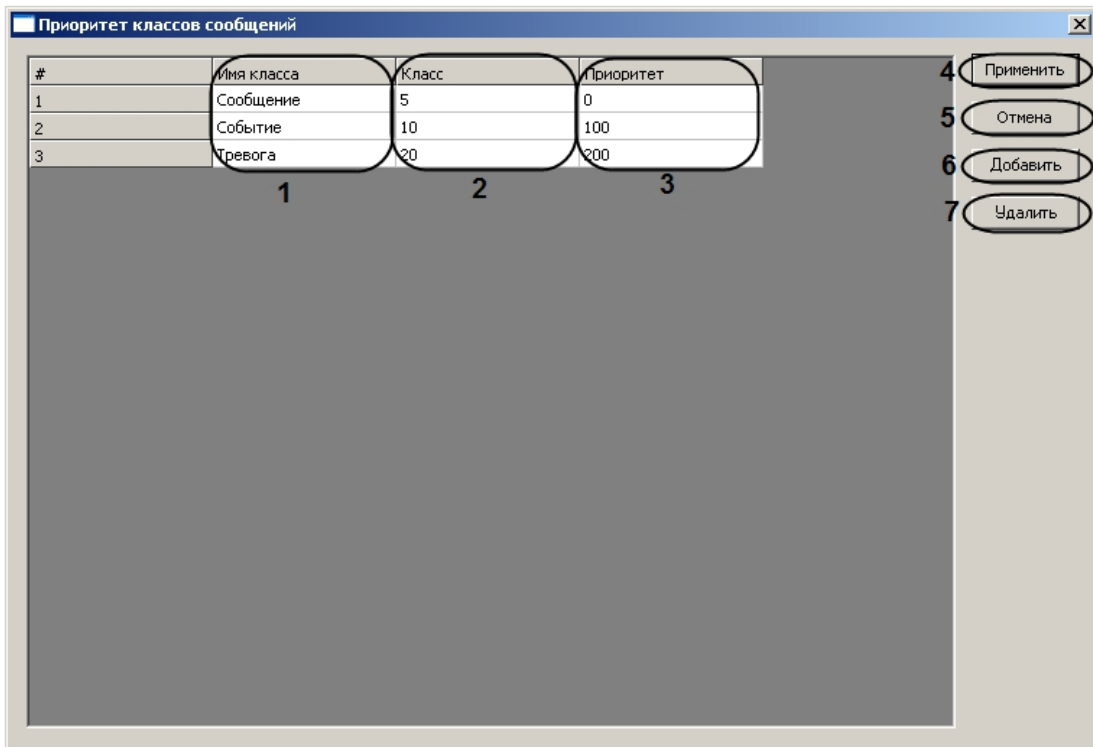 Приоритет классов сообщений
# Имя класса Класс Приоритет
1 Сообщение 5 0
2 Событие 10 100
3 Тревога 20 200
1 2 3
4 Применить
5 Отмена
6 Добавить
7 Удалить